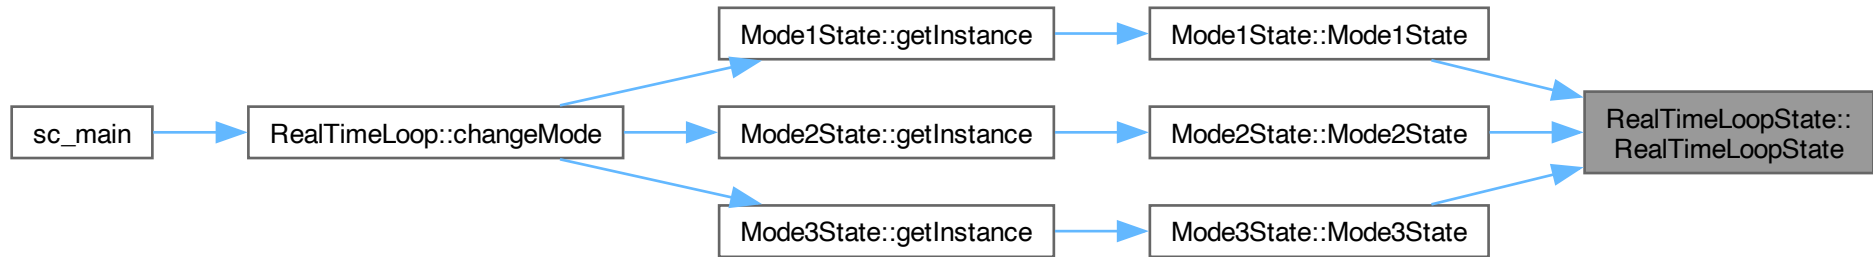 Mode1State::getInstance
Mode1State::Mode1State
sc_main
RealTimeLoop::changeMode
Mode2State::getInstance
Mode2State::Mode2State
RealTimeLoopState::
RealTimeLoopState
Mode3State::getInstance
Mode3State::Mode3State